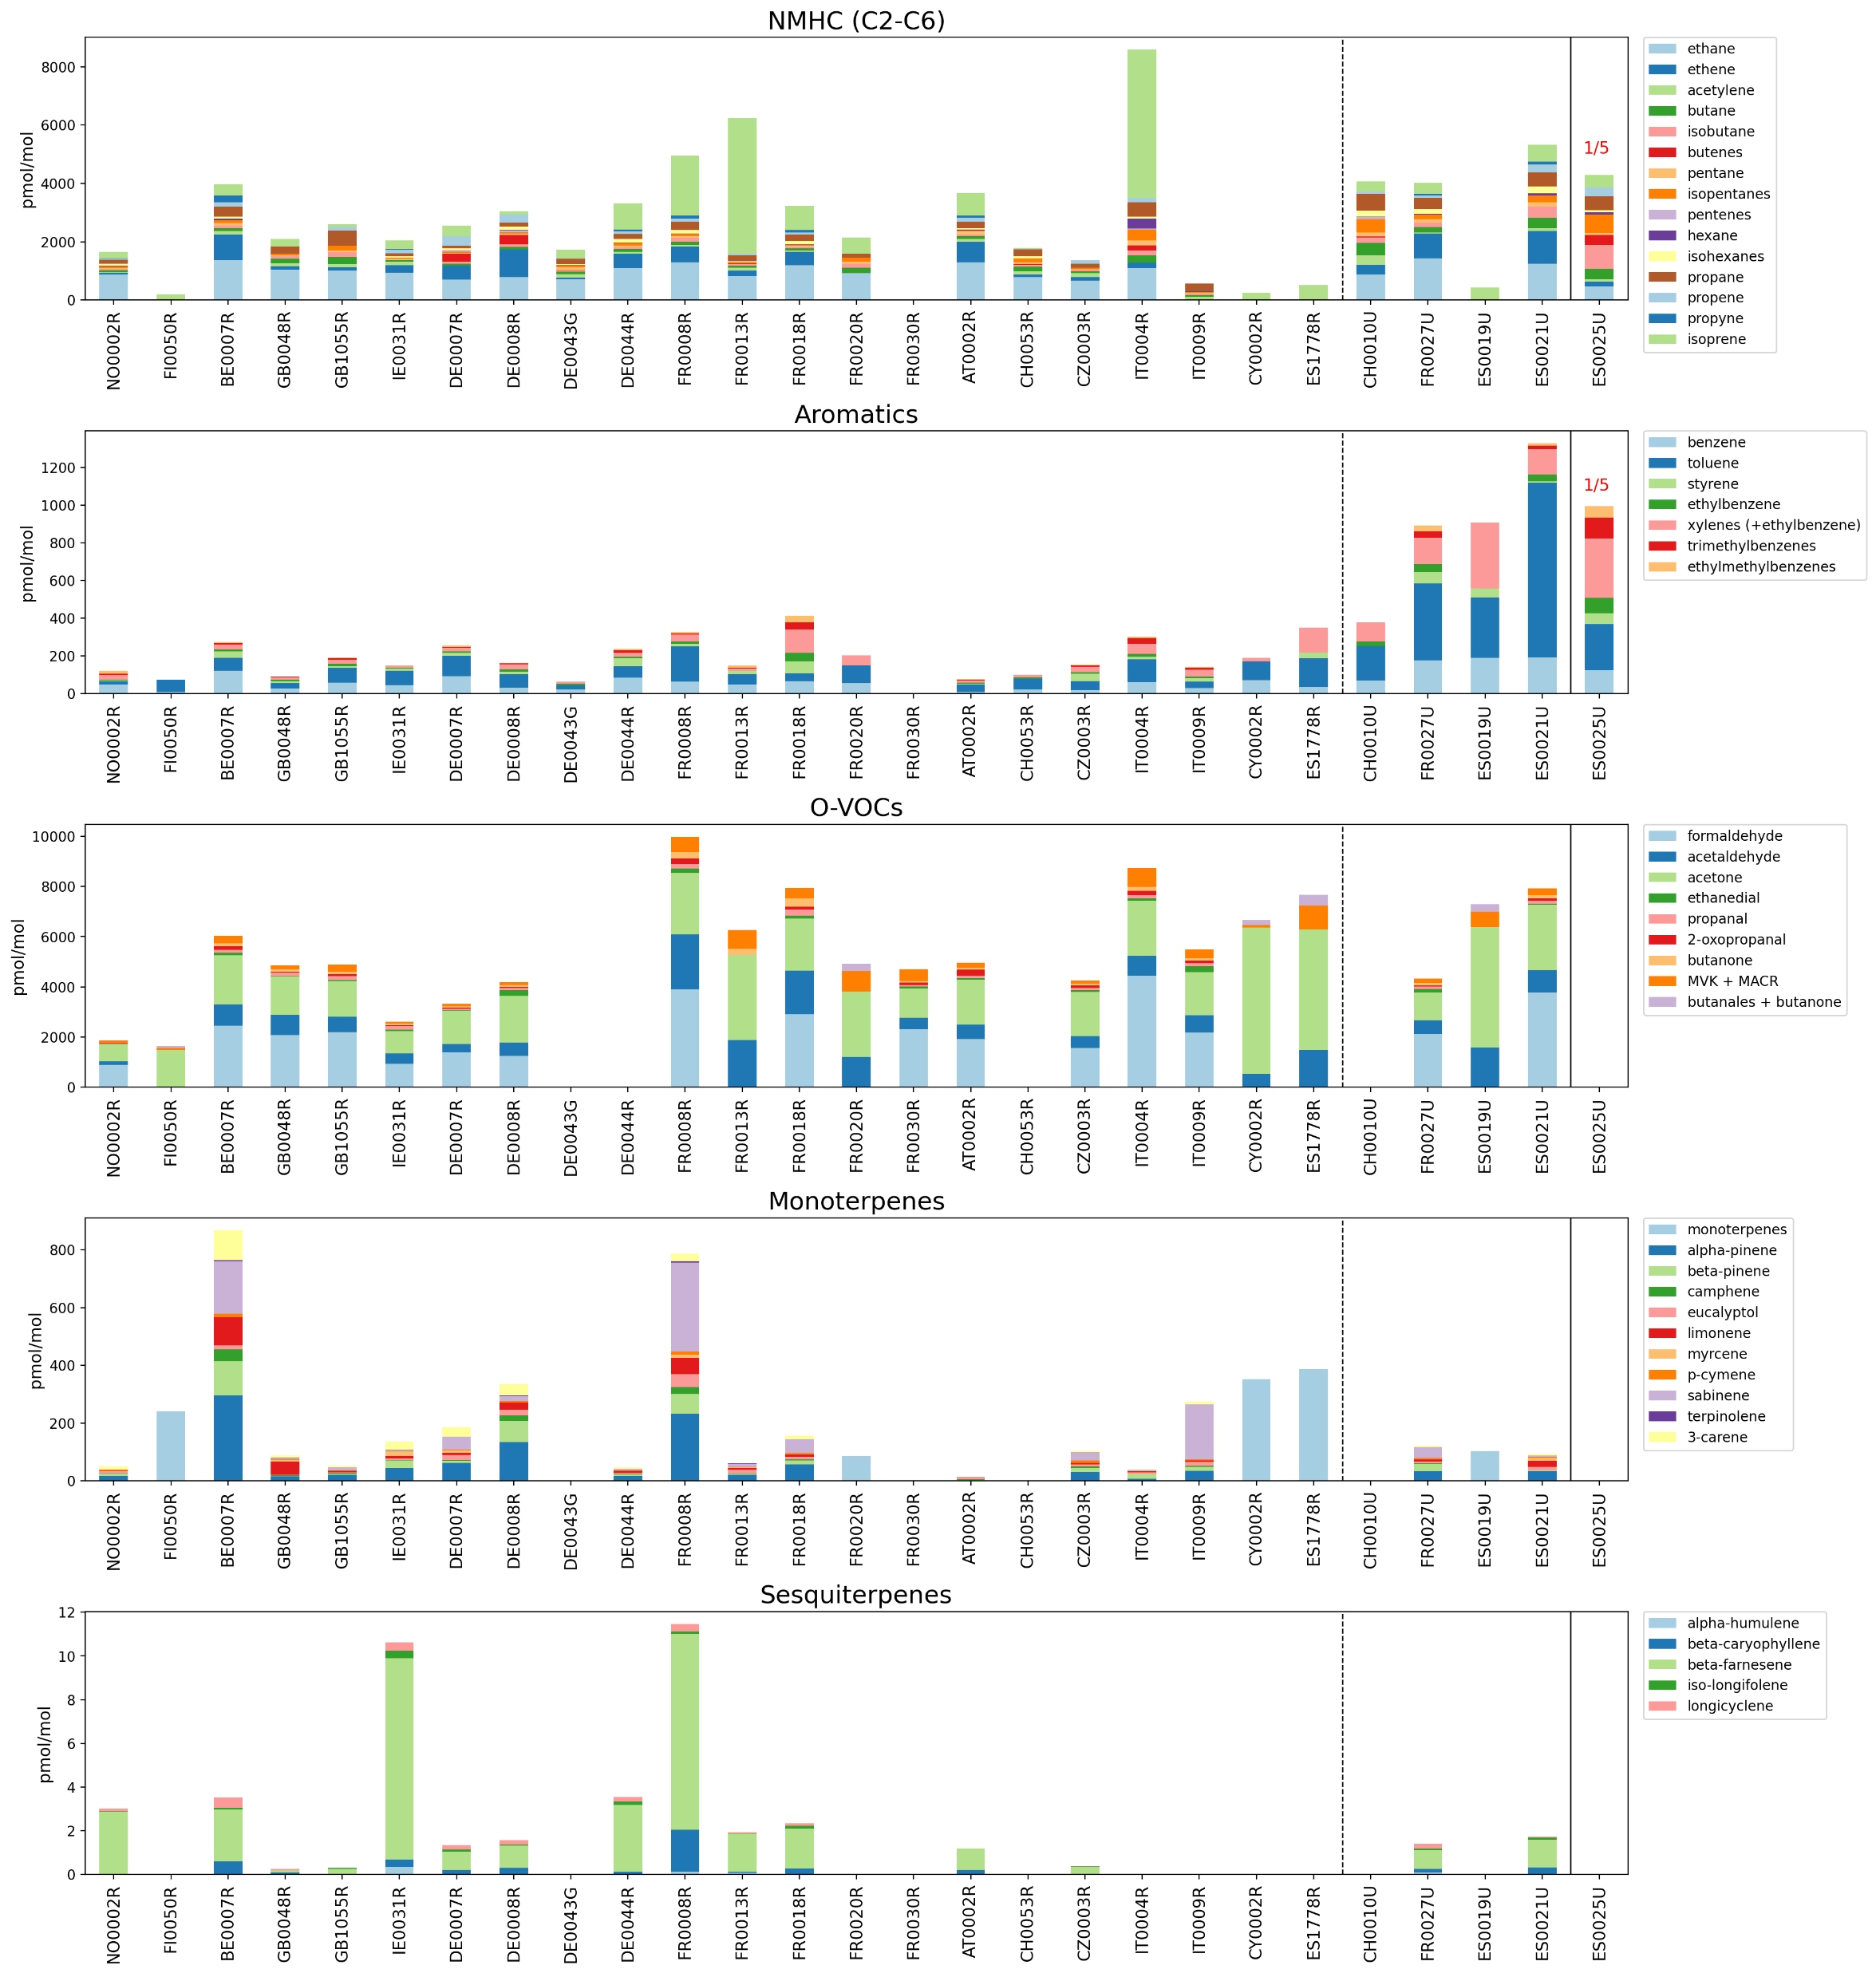 NMHC (C2-C6)
pmol/mol
8000
6000
4000
2000
0
1/5
NO0002R
FI0050R
BE0007R
GB0048R
GB1055R
IE0031R
DE0007R
DE0008R
DE0043G
DE0044R
FR0008R
FR0013R
FR0018R
FR0020R
FR0030R
AT0002R
CH0053R
CZ0003R
IT0004R
IT0009R
CY0002R
ES1778R
CH0010U
FR0027U
ES0019U
ES0021U
ES0025U
ethane
ethene
acetylene
butane
isobutane
butenes
pentane
isopentanes
pentenes
hexane
isohexanes
propane
propene
propyne
isoprene
Aromatics
pmol/mol
1200
1000
800
600
400
200
0
1/5
NO0002R
FI0050R
BE0007R
GB0048R
GB1055R
IE0031R
DE0007R
DE0008R
DE0043G
DE0044R
FR0008R
FR0013R
FR0018R
FR0020R
FR0030R
AT0002R
CH0053R
CZ0003R
IT0004R
IT0009R
CY0002R
ES1778R
CH0010U
FR0027U
ES0019U
ES0021U
ES0025U
benzene
toluene
styrene
ethylbenzene
xylenes (+ethylbenzene)
trimethylbenzenes
ethylmethylbenzenes
O-VOCs
pmol/mol
10000
8000
6000
4000
2000
0
NO0002R
FI0050R
BE0007R
GB0048R
GB1055R
IE0031R
DE0007R
DE0008R
DE0043G
DE0044R
FR0008R
FR0013R
FR0018R
FR0020R
FR0030R
AT0002R
CH0053R
CZ0003R
IT0004R
IT0009R
CY0002R
ES1778R
CH0010U
FR0027U
ES0019U
ES0021U
ES0025U
formaldehyde
acetaldehyde
acetone
ethanedial
propanal
2-oxopropanal
butanone
MVK + MACR
butanales + butanone
Monoterpenes
pmol/mol
800
600
400
200
0
NO0002R
FI0050R
BE0007R
GB0048R
GB1055R
IE0031R
DE0007R
DE0008R
DE0043G
DE0044R
FR0008R
FR0013R
FR0018R
FR0020R
FR0030R
AT0002R
CH0053R
CZ0003R
IT0004R
IT0009R
CY0002R
ES1778R
CH0010U
FR0027U
ES0019U
ES0021U
ES0025U
monoterpenes
alpha-pinene
beta-pinene
camphene
eucalyptol
limonene
myrcene
p-cymene
sabinene
terpinolene
3-carene
Sesquiterpenes
pmol/mol
12
10
8
6
4
2
0
NO0002R
FI0050R
BE0007R
GB0048R
GB1055R
IE0031R
DE0007R
DE0008R
DE0043G
DE0044R
FR0008R
FR0013R
FR0018R
FR0020R
FR0030R
AT0002R
CH0053R
CZ0003R
IT0004R
IT0009R
CY0002R
ES1778R
CH0010U
FR0027U
ES0019U
ES0021U
ES0025U
alpha-humulene
beta-caryophyllene
beta-farnesene
iso-longifolene
longicyclene